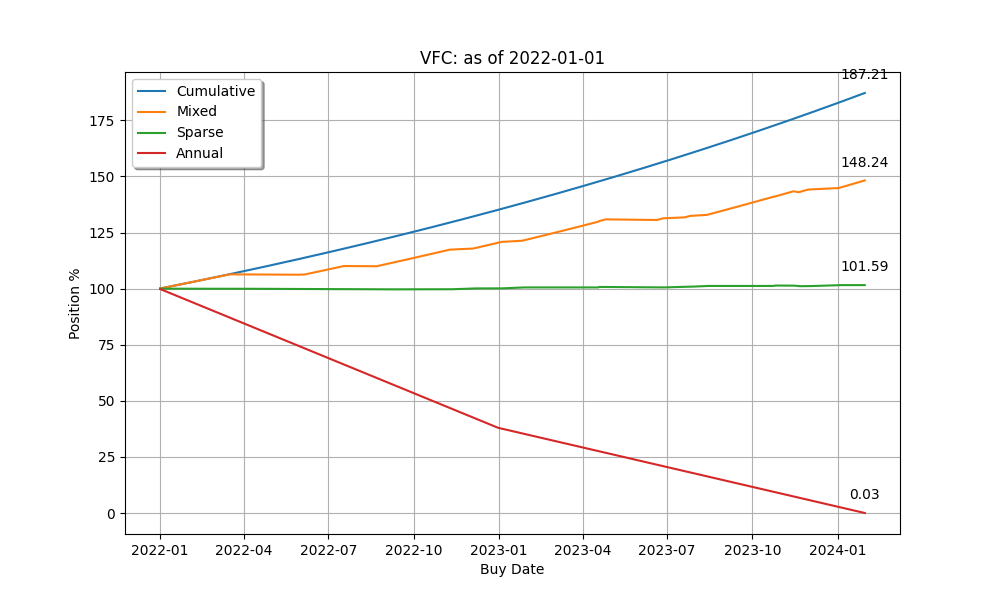 VFC: as of 2022-01-01
187.21
Cumulative
Mixed
Sparse
Annual
148.24
101.59
0.03
175
150
125
100
75
50
25
0
Position %
2022-01 2022-04 2022-07 2022-10 2023-01 2023-04 2023-07 2023-10 2024-01
Buy Date